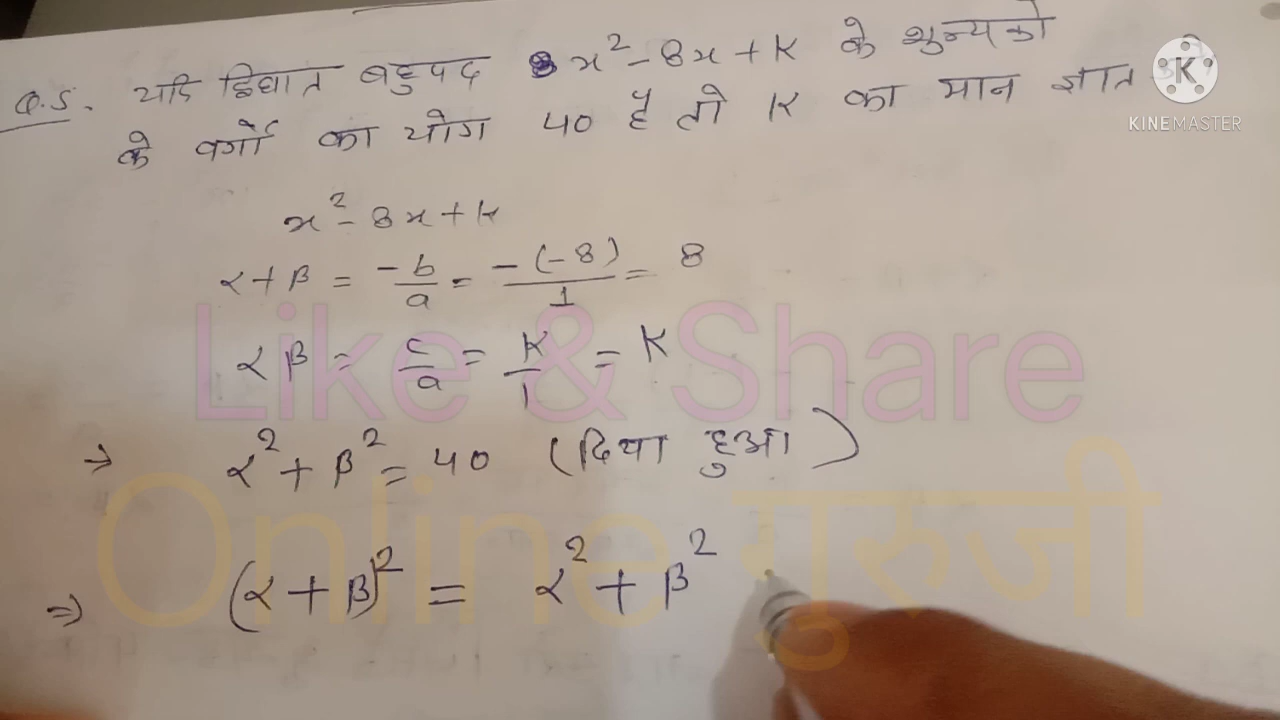 Q.5. यदि द्विघात बहुपद x² - 8x + K के शुन्यको
के वर्गो का योग 40 है तो K का मान ज्ञात
KINEMASTER
x² - 8x + k
α + β = -b/a = -(-8)/1 = 8
αβ = c/a = K/1 = K
Like & Share
→ α² + β² = 40 (दिया हुआ)
Online गुरुजी
⇒ (α + β)² = α² + β²